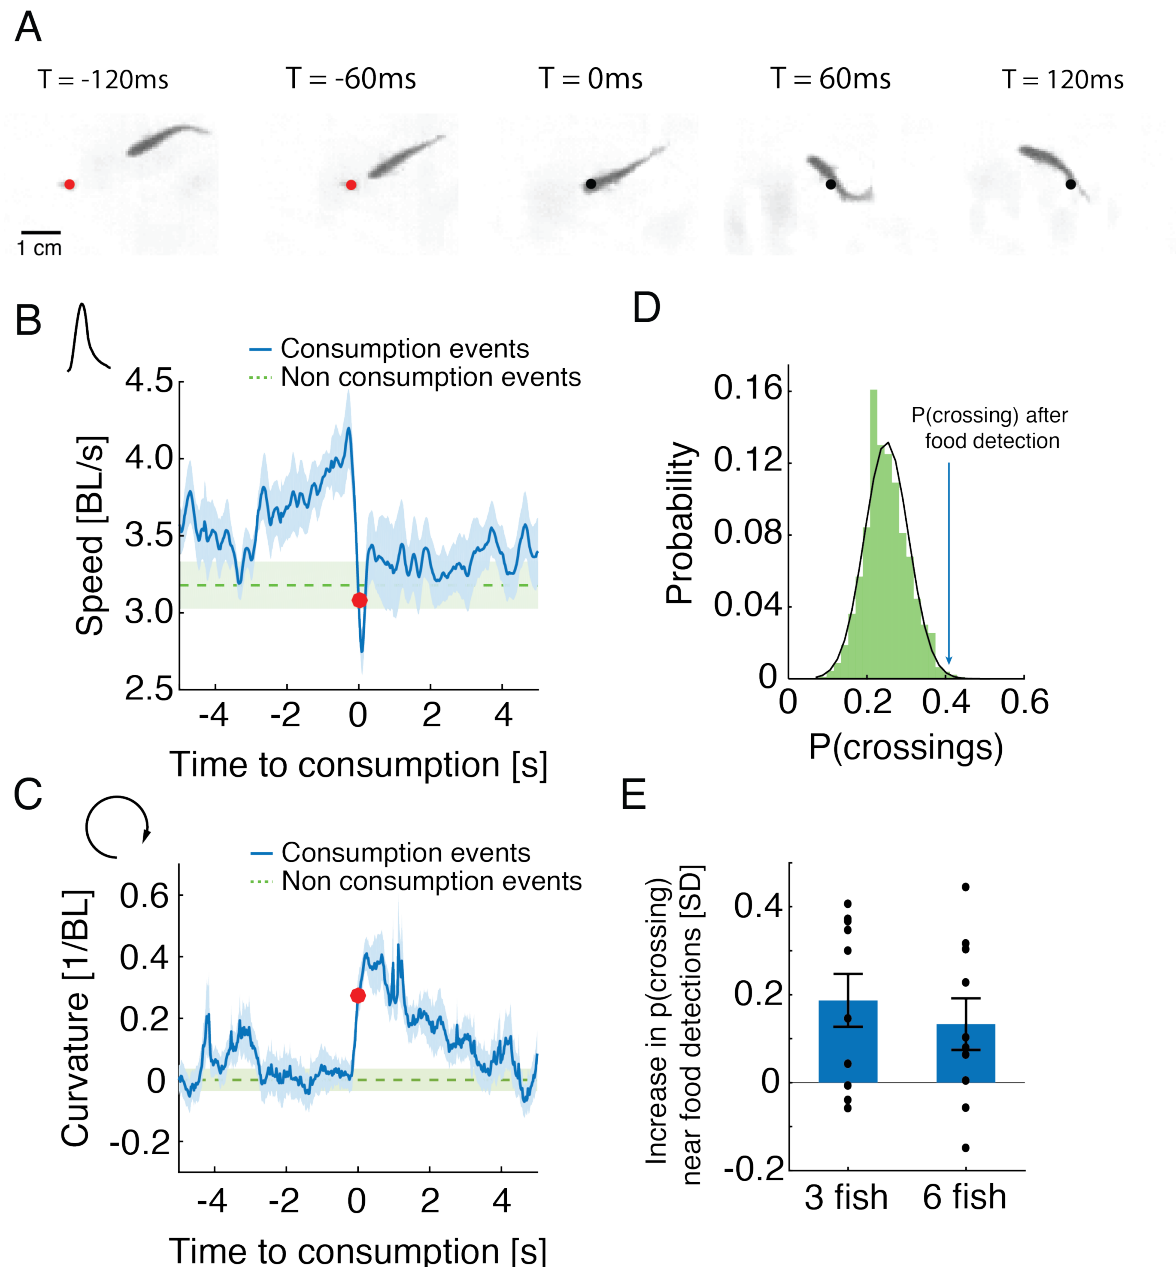 A
T = -120ms
T = -60ms
T = 0ms
T = 60ms
T = 120ms
1 cm
B
Consumption events
Non consumption events
4.5
4.0
3.5
3.0
2.5
Speed [BL/s]
-4
-2
0
2
4
Time to consumption [s]
D
0.16
0.12
0.08
0.04
0
Probability
P(crossing) after
food detection
0
0.2
0.4
0.6
P(crossings)
C
Consumption events
Non consumption events
0.6
0.4
0.2
0
-0.2
Curvature [1/BL]
-4
-2
0
2
4
Time to consumption [s]
E
Increase in p(crossing)
near food detections [SD]
0.4
0.2
0
-0.2
3 fish
6 fish